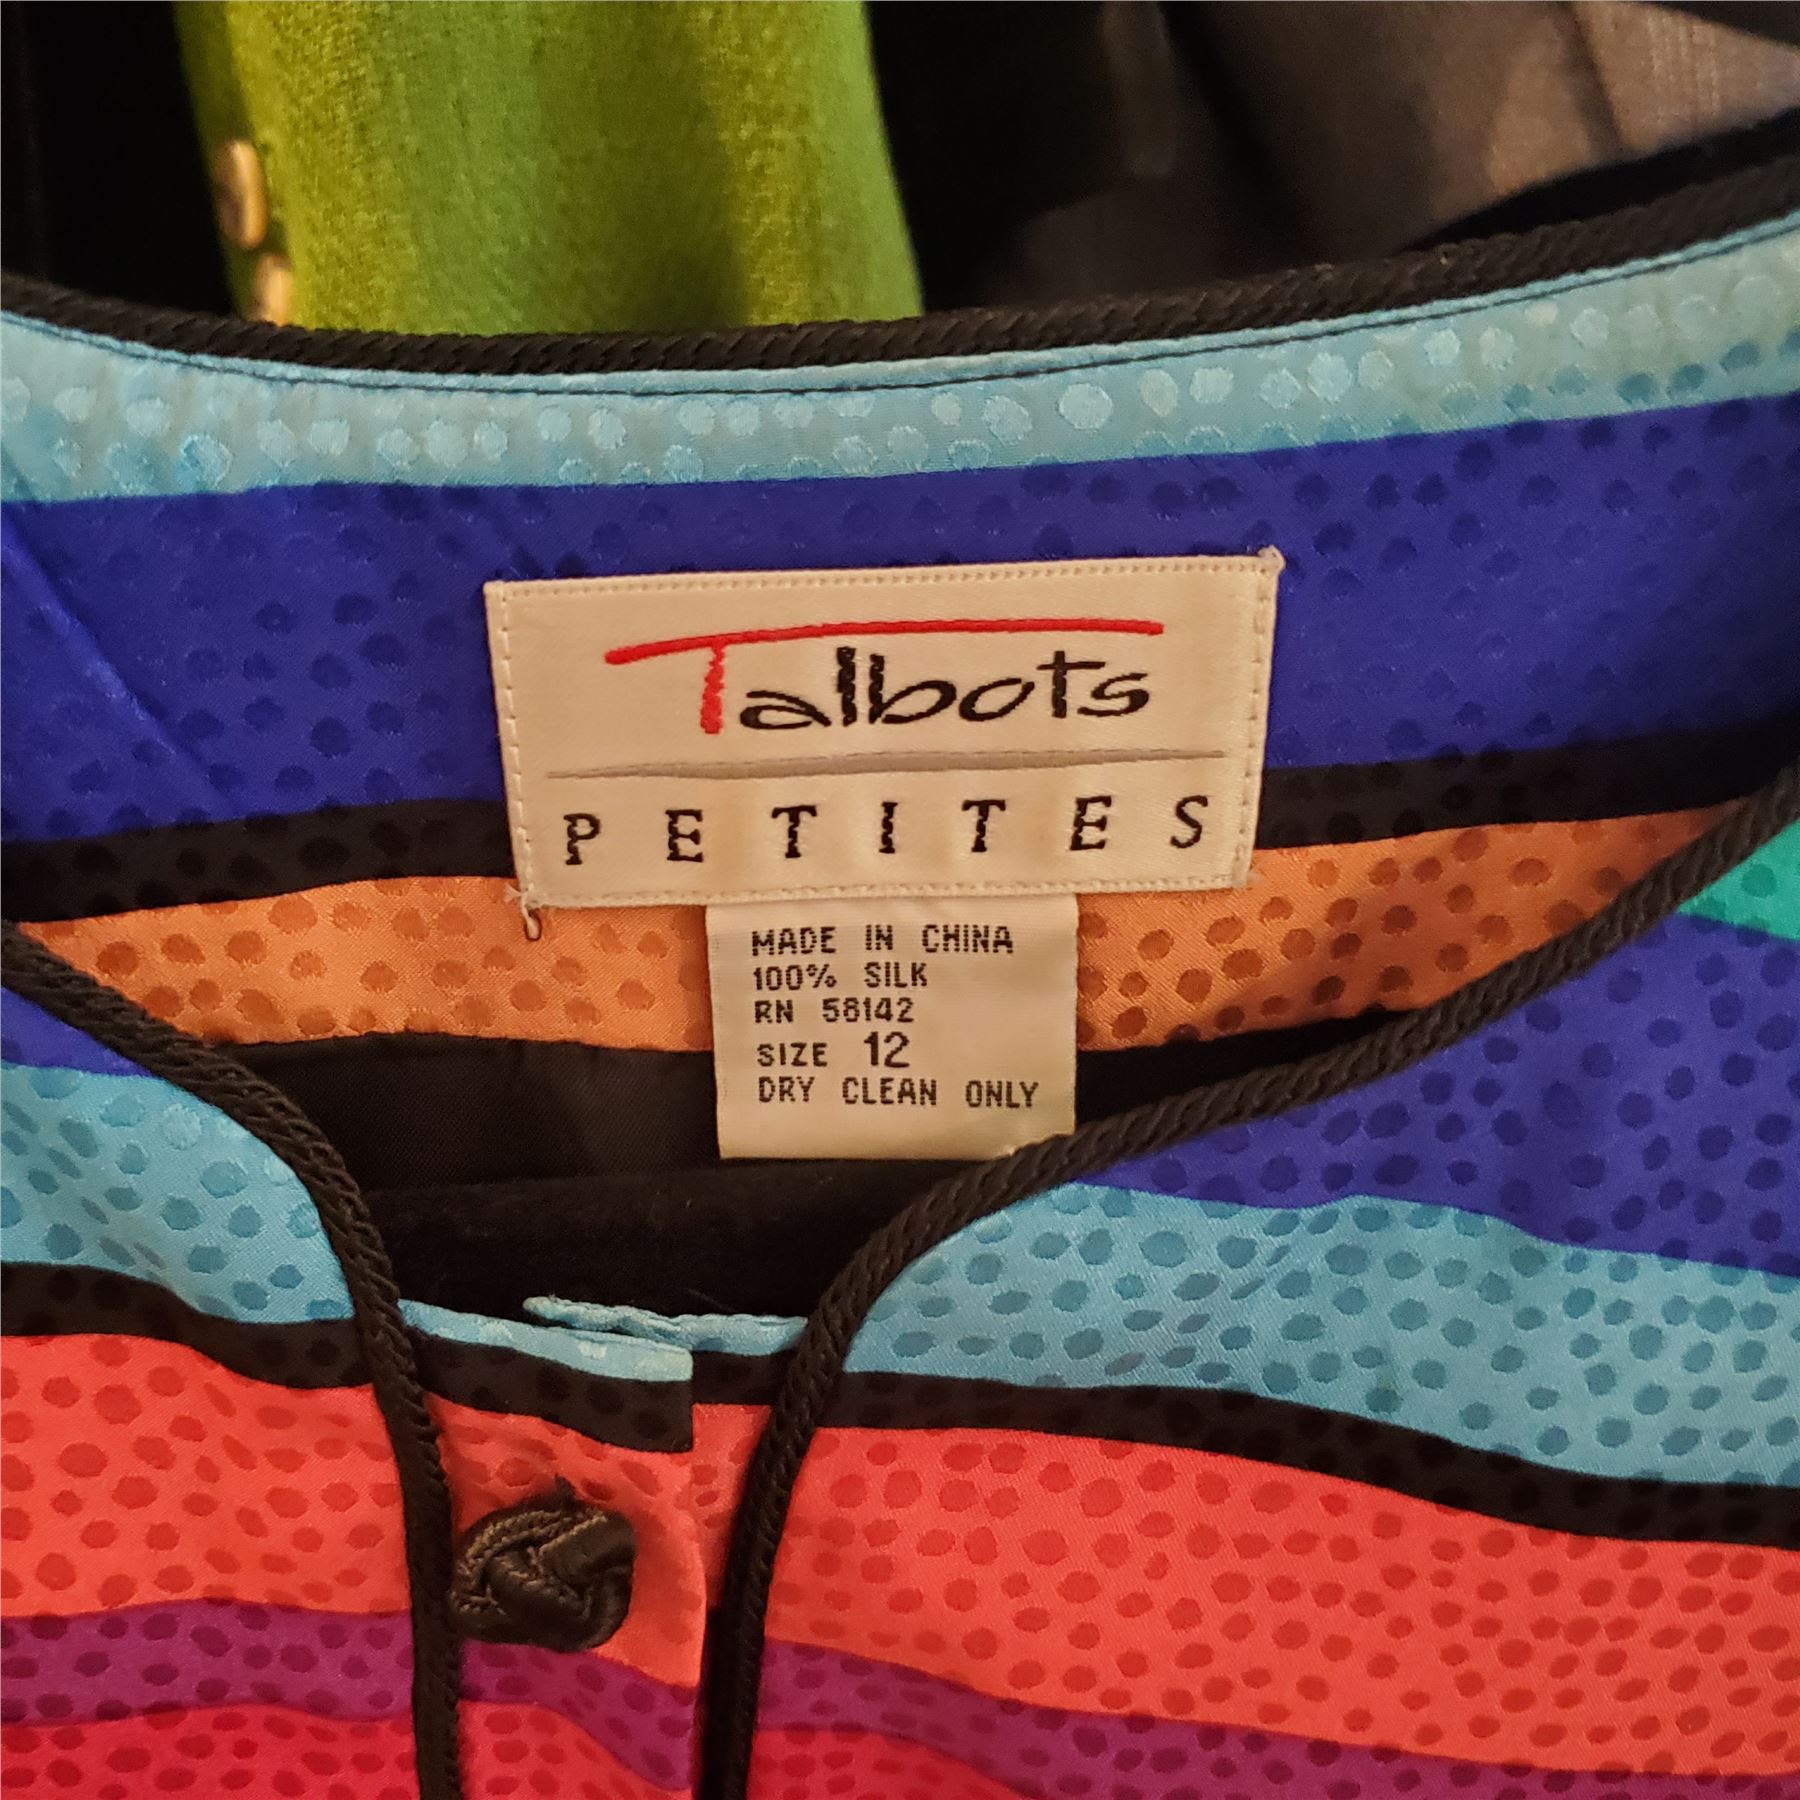 Talbots
PETITES
MADE IN CHINA
100% SILK
RN 58142
SIZE 12
DRY CLEAN ONLY